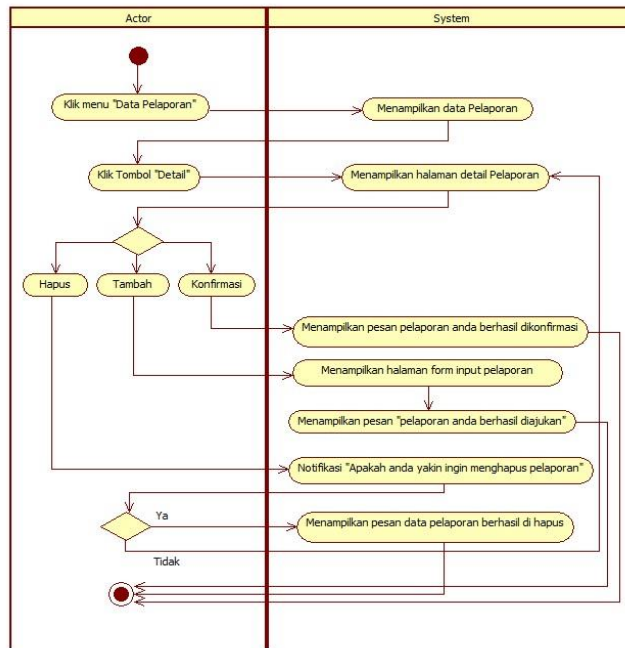 Actor
System
Klik menu "Data Pelaporan"
Menampilkan data Pelaporan
Klik Tombol "Detail"
Menampilkan halaman detail Pelaporan
Hapus
Tambah
Konfirmasi
Menampilkan pesan pelaporan anda berhasil dikonfirmasi
Menampilkan halaman form input pelaporan
Menampilkan pesan "pelaporan anda berhasil diajukan"
Notifikasi "Apakah anda yakin ingin menghapus pelaporan"
Ya
Menampilkan pesan data pelaporan berhasil di hapus
Tidak